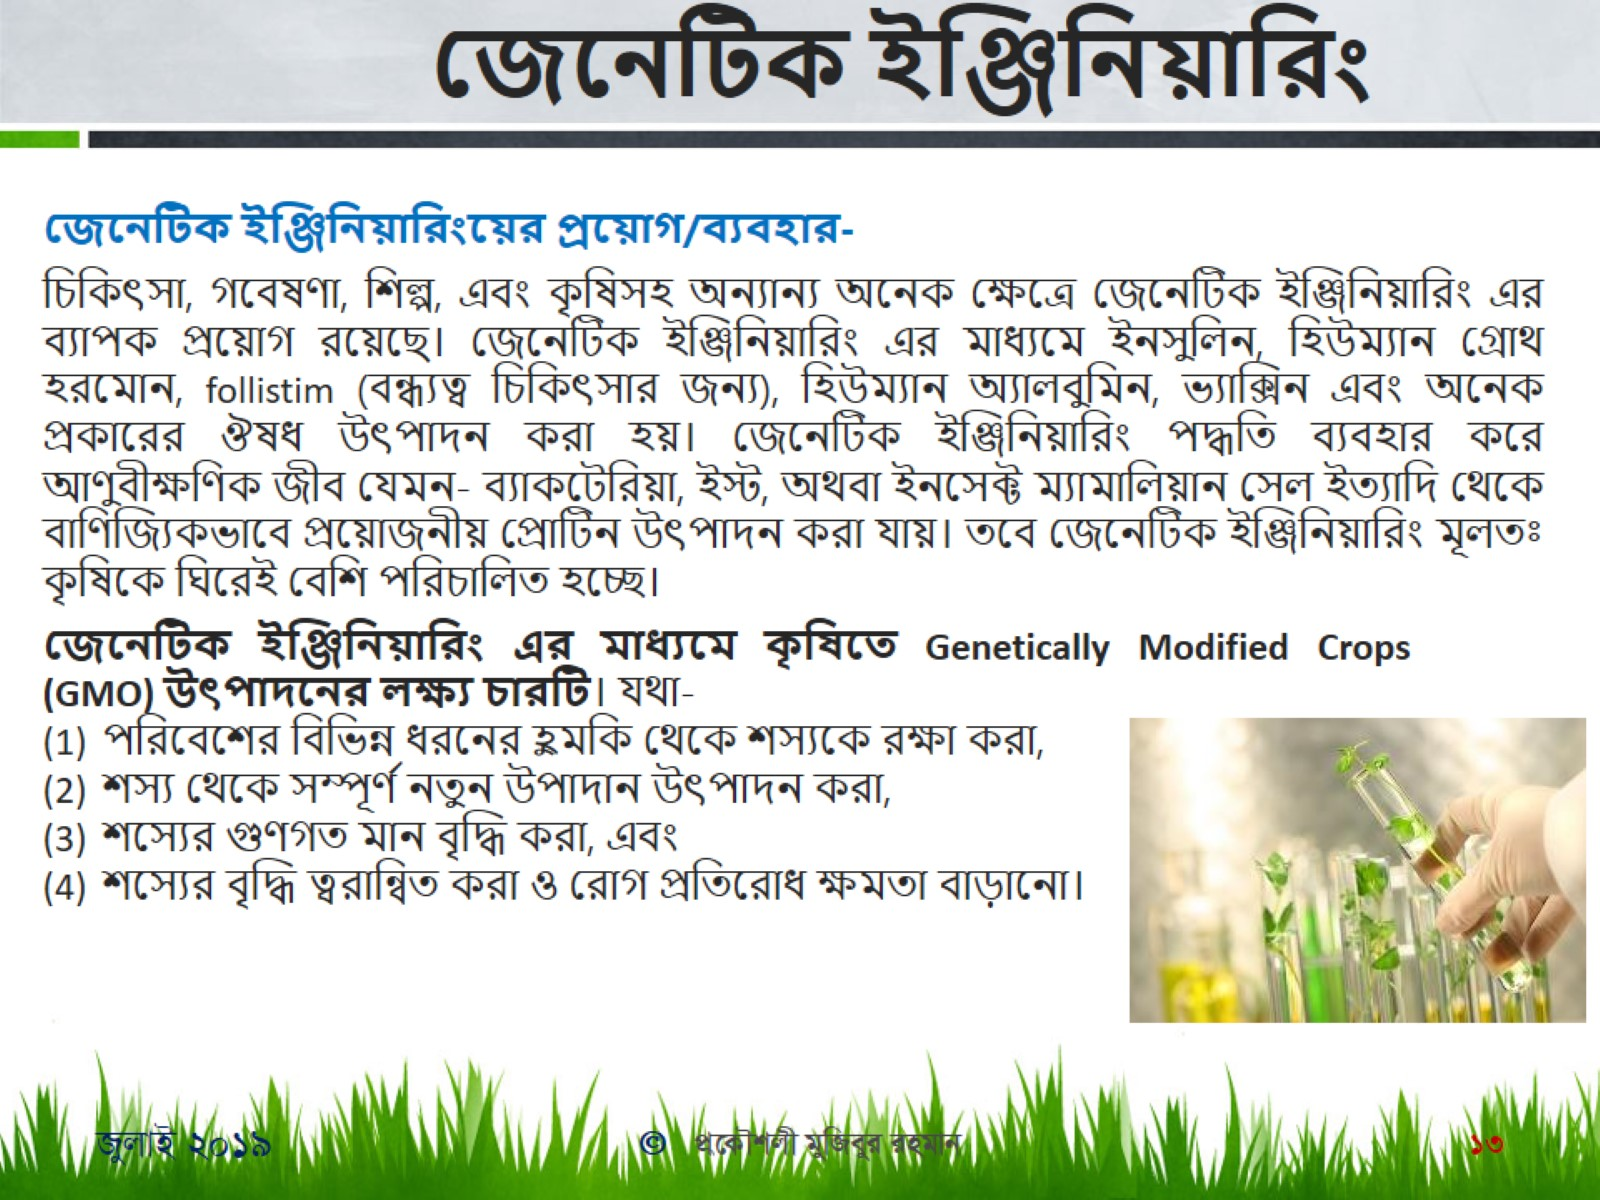 জেনেটিক ইঞ্জিনিয়ারিং
জেনেটিক ইঞ্জিনিয়ারিংয়ের প্রয়োগ/ব্যবহার-
চিকিৎসা, গবেষণা, শিল্প, এবং কৃষিসহ অন্যান্য অনেক ক্ষেত্রে জেনেটিক ইঞ্জিনিয়ারিং এর
ব্যাপক প্রয়োগ রয়েছে। জেনেটিক ইঞ্জিনিয়ারিং এর মাধ্যমে ইনসুলিন, হিউম্যান গ্রোথ
হরমোন, follistim (বন্ধ্যত্ব চিকিৎসার জন্য), হিউম্যান অ্যালবুমিন, ভ্যাক্সিন এবং অনেক
প্রকারের ঔষধ উৎপাদন করা হয়। জেনেটিক ইঞ্জিনিয়ারিং পদ্ধতি ব্যবহার করে
আণুবীক্ষণিক জীব যেমন- ব্যাকটেরিয়া, ইস্ট, অথবা ইনসেক্ট ম্যামালিয়ান সেল ইত্যাদি থেকে
বাণিজ্যিকভাবে প্রয়োজনীয় প্রোটিন উৎপাদন করা যায়। তবে জেনেটিক ইঞ্জিনিয়ারিং মূলতঃ
কৃষিকে ঘিরেই বেশি পরিচালিত হচ্ছে।
জেনেটিক ইঞ্জিনিয়ারিং এর মাধ্যমে কৃষিতে Genetically Modified Crops
(GMO) উৎপাদনের লক্ষ্য চারটি। যথা-
(1) পরিবেশের বিভিন্ন ধরনের হুমকি থেকে শস্যকে রক্ষা করা,
(2) শস্য থেকে সম্পূর্ণ নতুন উপাদান উৎপাদন করা,
(3) শস্যের গুণগত মান বৃদ্ধি করা, এবং
(4) শস্যের বৃদ্ধি ত্বরান্বিত করা ও রোগ প্রতিরোধ ক্ষমতা বাড়ানো।
জুলাই ২০১৯
© প্রকৌশলী মুজিবুর রহমান
১৩